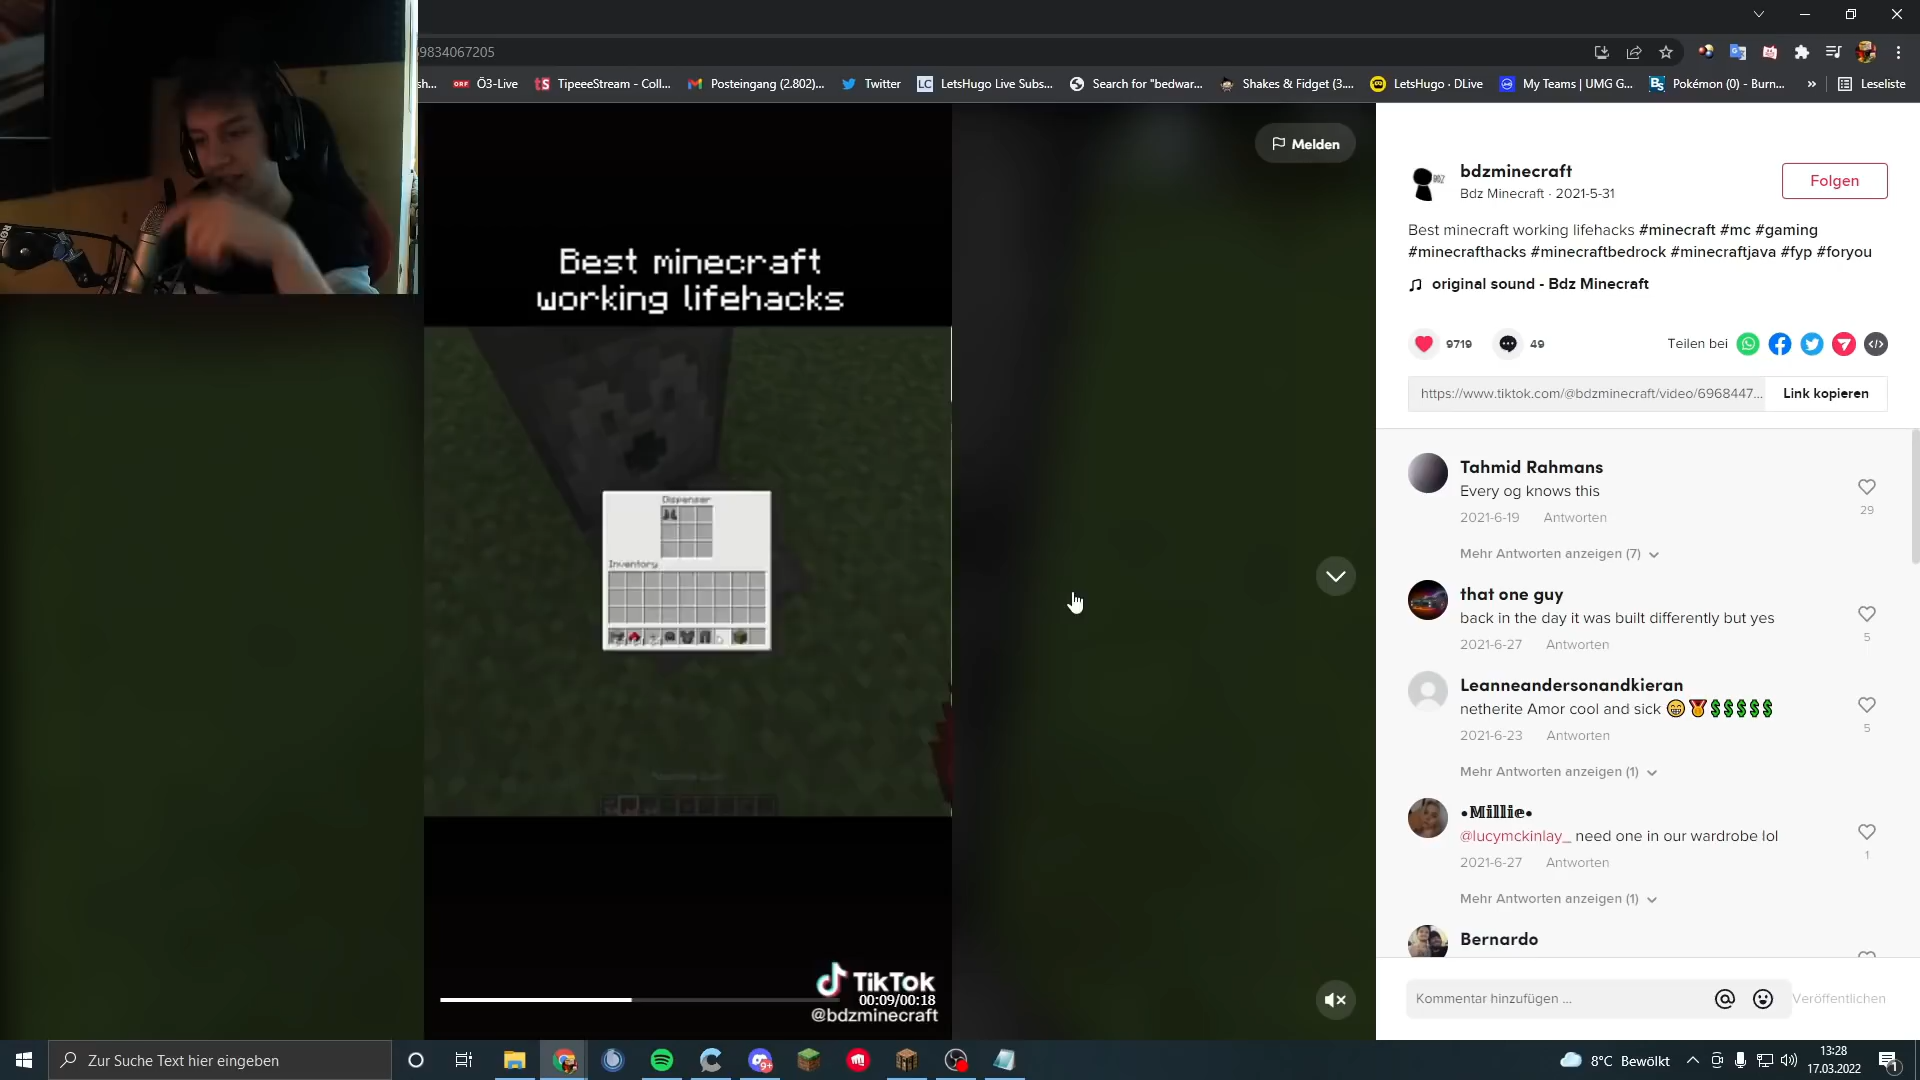 9834067205
sh...
Ö3-Live
TipeeeStream - Coll...
Posteingang (2.802)...
Twitter
LetsHugo Live Subs...
Search for "bedwar...
Shakes & Fidget (3....
LetsHugo · DLive
My Teams | UMG G...
Pokémon (0) - Burn...
»
Leseliste
Melden
Best minecraft
working lifehacks
Dispenser
Inventory
TikTok
00:09/00:18
@bdzminecraft
bdzminecraft
Bdz Minecraft · 2021-5-31
Folgen
Best minecraft working lifehacks #minecraft #mc #gaming
#minecrafthacks #minecraftbedrock #minecraftjava #fyp #foryou
original sound - Bdz Minecraft
9719
49
Teilen bei
https://www.tiktok.com/@bdzminecraft/video/6968447...
Link kopieren
Tahmid Rahmans
Every og knows this
2021-6-19 Antworten
29
Mehr Antworten anzeigen (7)
that one guy
back in the day it was built differently but yes
2021-6-27 Antworten
5
Leanneandersonandkieran
netherite Amor cool and sick 😁🏅💲💲💲💲💲
2021-6-23 Antworten
5
Mehr Antworten anzeigen (1)
•𝕄𝕚𝕝𝕝𝕚𝕖•
@lucymckinlay_ need one in our wardrobe lol
2021-6-27 Antworten
1
Mehr Antworten anzeigen (1)
Bernardo
Kommentar hinzufügen ...
Veröffentlichen
Zur Suche Text hier eingeben
8°C Bewölkt
13:28
17.03.2022